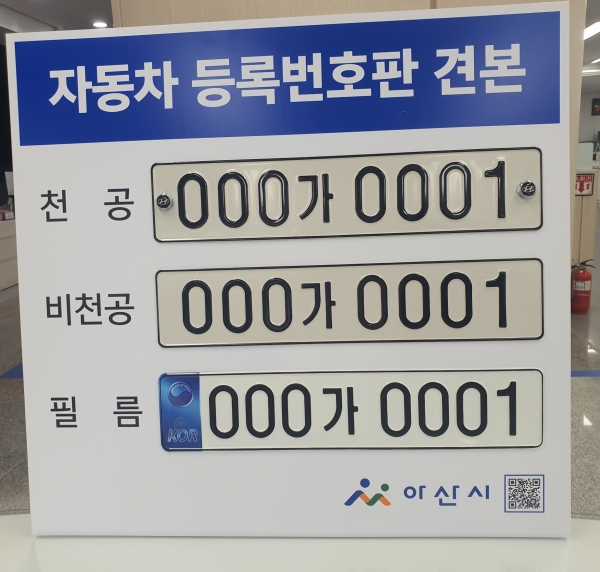 자동차 등록번호판 견본
천 공
000가 0001
비천공
000가 0001
필 름
000가 0001
KOR
아산시